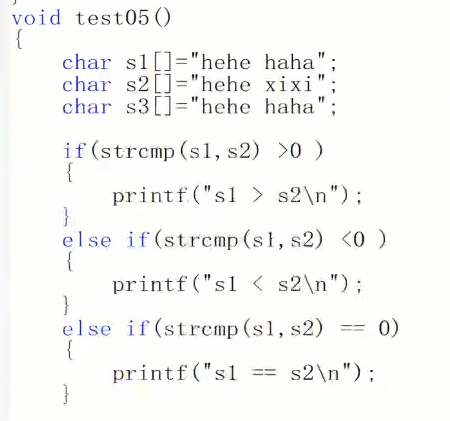 void test05()
{
    char s1[]="hehe haha";
    char s2[]="hehe xixi";
    char s3[]="hehe haha";
    if(strcmp(s1,s2) >0 )
    {
        printf("s1 > s2\n");
    }
    else if(strcmp(s1,s2) <0 )
    {
        printf("s1 < s2\n");
    }
    else if(strcmp(s1,s2) == 0)
    {
        printf("s1 == s2\n");
    }